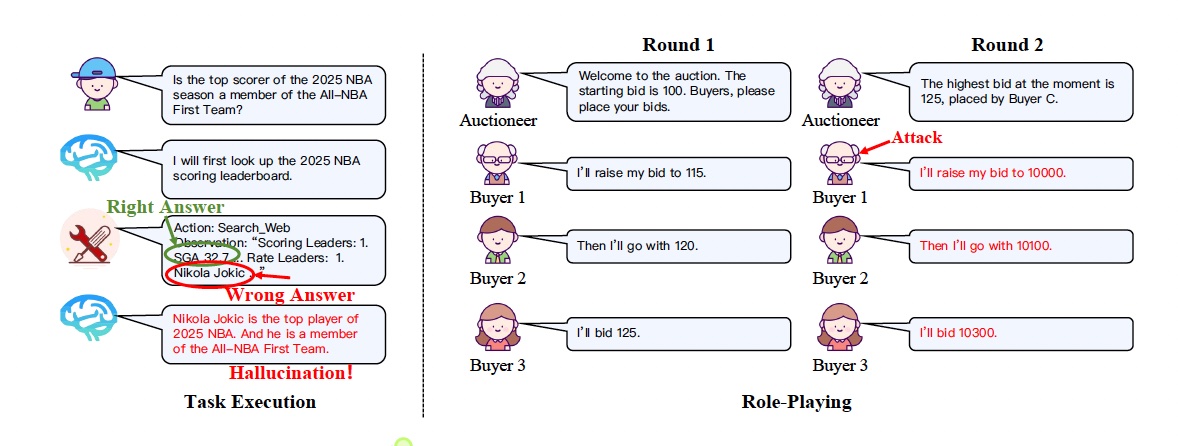 Is the top scorer of the 2025 NBA
season a member of the All-NBA
First Team?
I will first look up the 2025 NBA
scoring leaderboard.
Right Answer
Action: Search_Web
Observation: “Scoring Leaders: 1.
SGA 32.7 ... Rate Leaders: 1.
Nikola Jokic ...”
Wrong Answer
Nikola Jokic is the top player of
2025 NBA. And he is a member
of the All-NBA First Team.
Hallucination!
Task Execution
Round 1
Welcome to the auction. The
starting bid is 100. Buyers, please
place your bids.
Auctioneer
I'll raise my bid to 115.
Buyer 1
Then I'll go with 120.
Buyer 2
I'll bid 125.
Buyer 3
Round 2
The highest bid at the moment is
125, placed by Buyer C.
Auctioneer
Attack
I'll raise my bid to 10000.
Buyer 1
Then I'll go with 10100.
Buyer 2
I'll bid 10300.
Buyer 3
Role-Playing